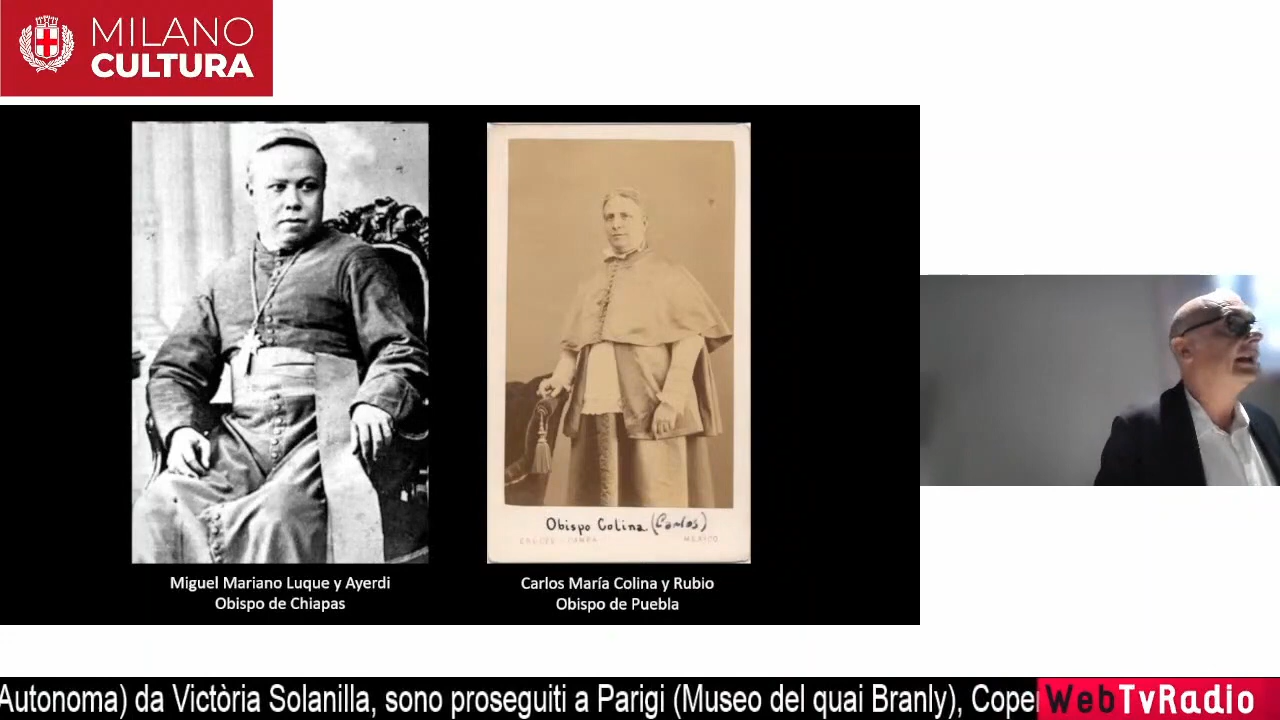 MILANO
CULTURA
Obispo Colina (Carlos)
MEXICO
Miguel Mariano Luque y Ayerdi
Obispo de Chiapas
Carlos María Colina y Rubio
Obispo de Puebla
Autonoma) da Victòria Solanilla, sono proseguiti a Parigi (Museo del quai Branly), Cope
WebTvRadio